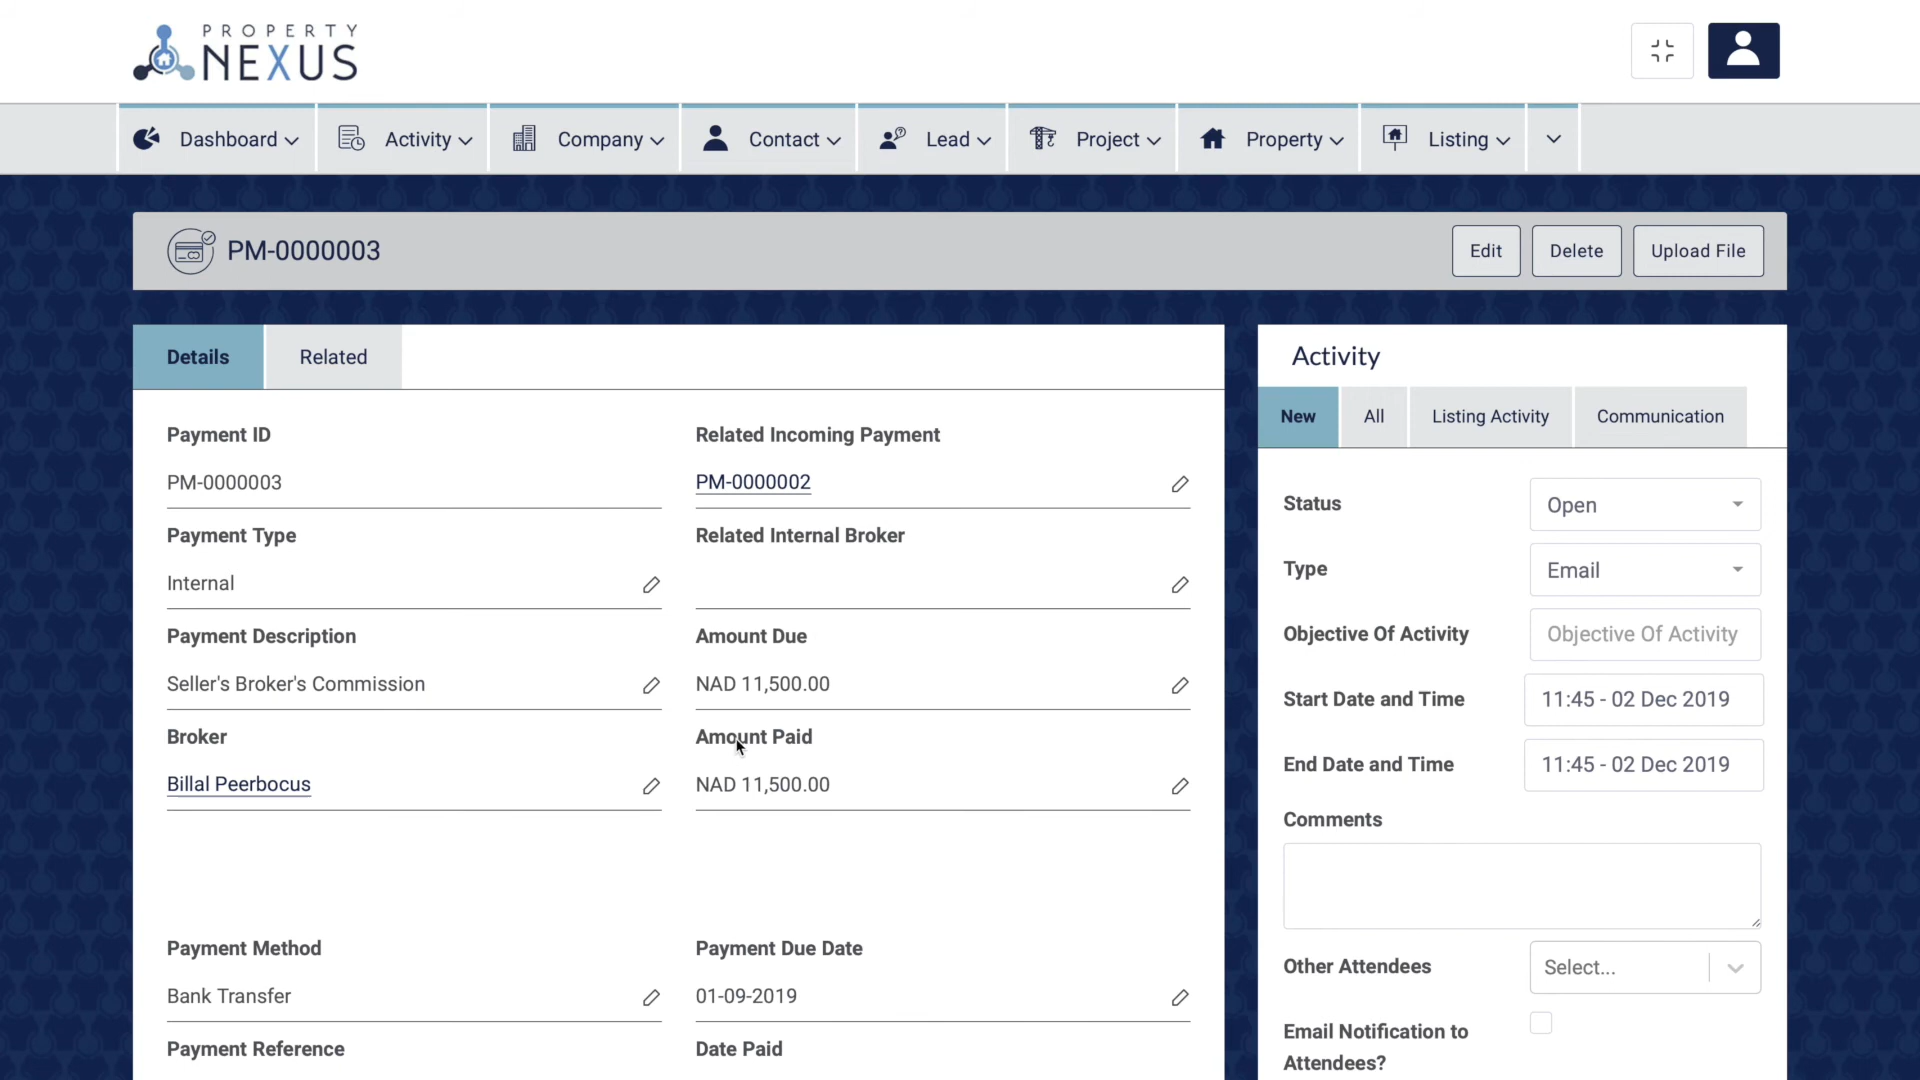 PROPERTY
NEXUS
Dashboard
Activity
Company
Contact
Lead
Project
Property
Listing
PM-0000003
Edit
Delete
Upload File
Details
Related
Payment ID
PM-0000003
Related Incoming Payment
PM-0000002
Payment Type
Internal
Related Internal Broker
Payment Description
Seller's Broker's Commission
Amount Due
NAD 11,500.00
Broker
Billal Peerbocus
Amount Paid
NAD 11,500.00
Payment Method
Bank Transfer
Payment Due Date
01-09-2019
Payment Reference
Date Paid
Activity
New
All
Listing Activity
Communication
Status
Open
Type
Email
Objective Of Activity
Objective Of Activity
Start Date and Time
11:45 - 02 Dec 2019
End Date and Time
11:45 - 02 Dec 2019
Comments
Other Attendees
Select...
Email Notification to
Attendees?